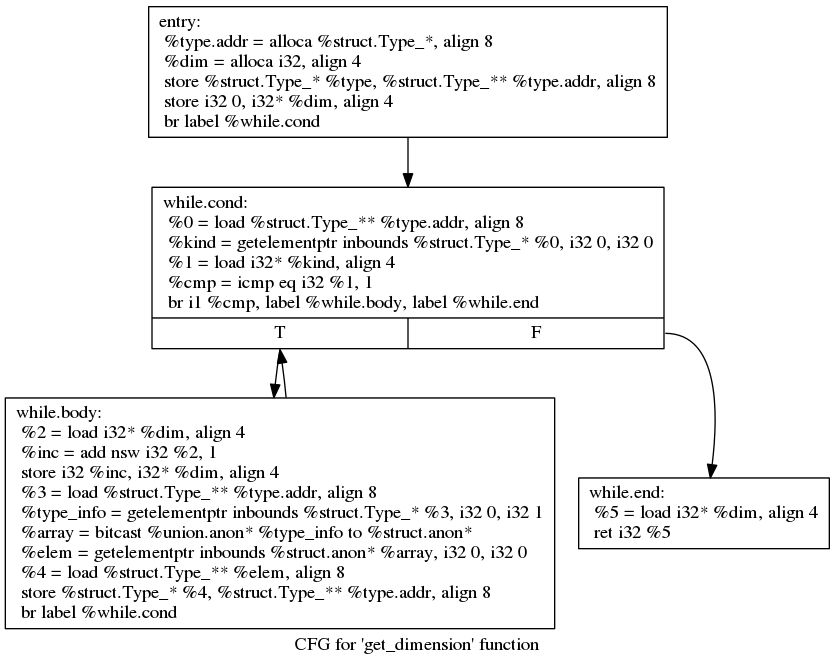 entry:
%type.addr = alloca %struct.Type_*, align 8
%dim = alloca i32, align 4
store %struct.Type_* %type, %struct.Type_** %type.addr, align 8
store i32 0, i32* %dim, align 4
br label %while.cond
while.cond:
%0 = load %struct.Type_** %type.addr, align 8
%kind = getelementptr inbounds %struct.Type_* %0, i32 0, i32 0
%1 = load i32* %kind, align 4
%cmp = icmp eq i32 %1, 1
br i1 %cmp, label %while.body, label %while.end
T
F
while.body:
%2 = load i32* %dim, align 4
%inc = add nsw i32 %2, 1
store i32 %inc, i32* %dim, align 4
%3 = load %struct.Type_** %type.addr, align 8
%type_info = getelementptr inbounds %struct.Type_* %3, i32 0, i32 1
%array = bitcast %union.anon* %type_info to %struct.anon*
%elem = getelementptr inbounds %struct.anon* %array, i32 0, i32 0
%4 = load %struct.Type_** %elem, align 8
store %struct.Type_* %4, %struct.Type_** %type.addr, align 8
br label %while.cond
while.end:
%5 = load i32* %dim, align 4
ret i32 %5
CFG for 'get_dimension' function